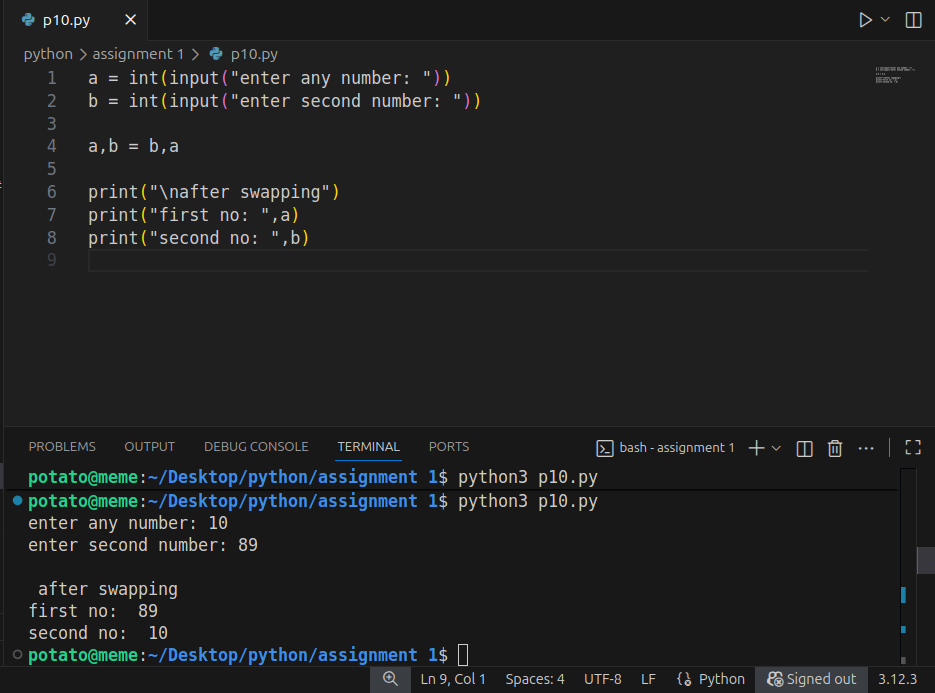 p10.py
python > assignment 1 > p10.py
1 a = int(input("enter any number: "))
2 b = int(input("enter second number: "))
3
4 a,b = b,a
5
6 print("\nafter swapping")
7 print("first no: ",a)
8 print("second no: ",b)
9
PROBLEMS OUTPUT DEBUG CONSOLE TERMINAL PORTS bash - assignment 1
potato@meme:~/Desktop/python/assignment 1$ python3 p10.py
potato@meme:~/Desktop/python/assignment 1$ python3 p10.py
enter any number: 10
enter second number: 89
 after swapping
first no:  89
second no:  10
potato@meme:~/Desktop/python/assignment 1$
Ln 9, Col 1 Spaces: 4 UTF-8 LF Python Signed out 3.12.3